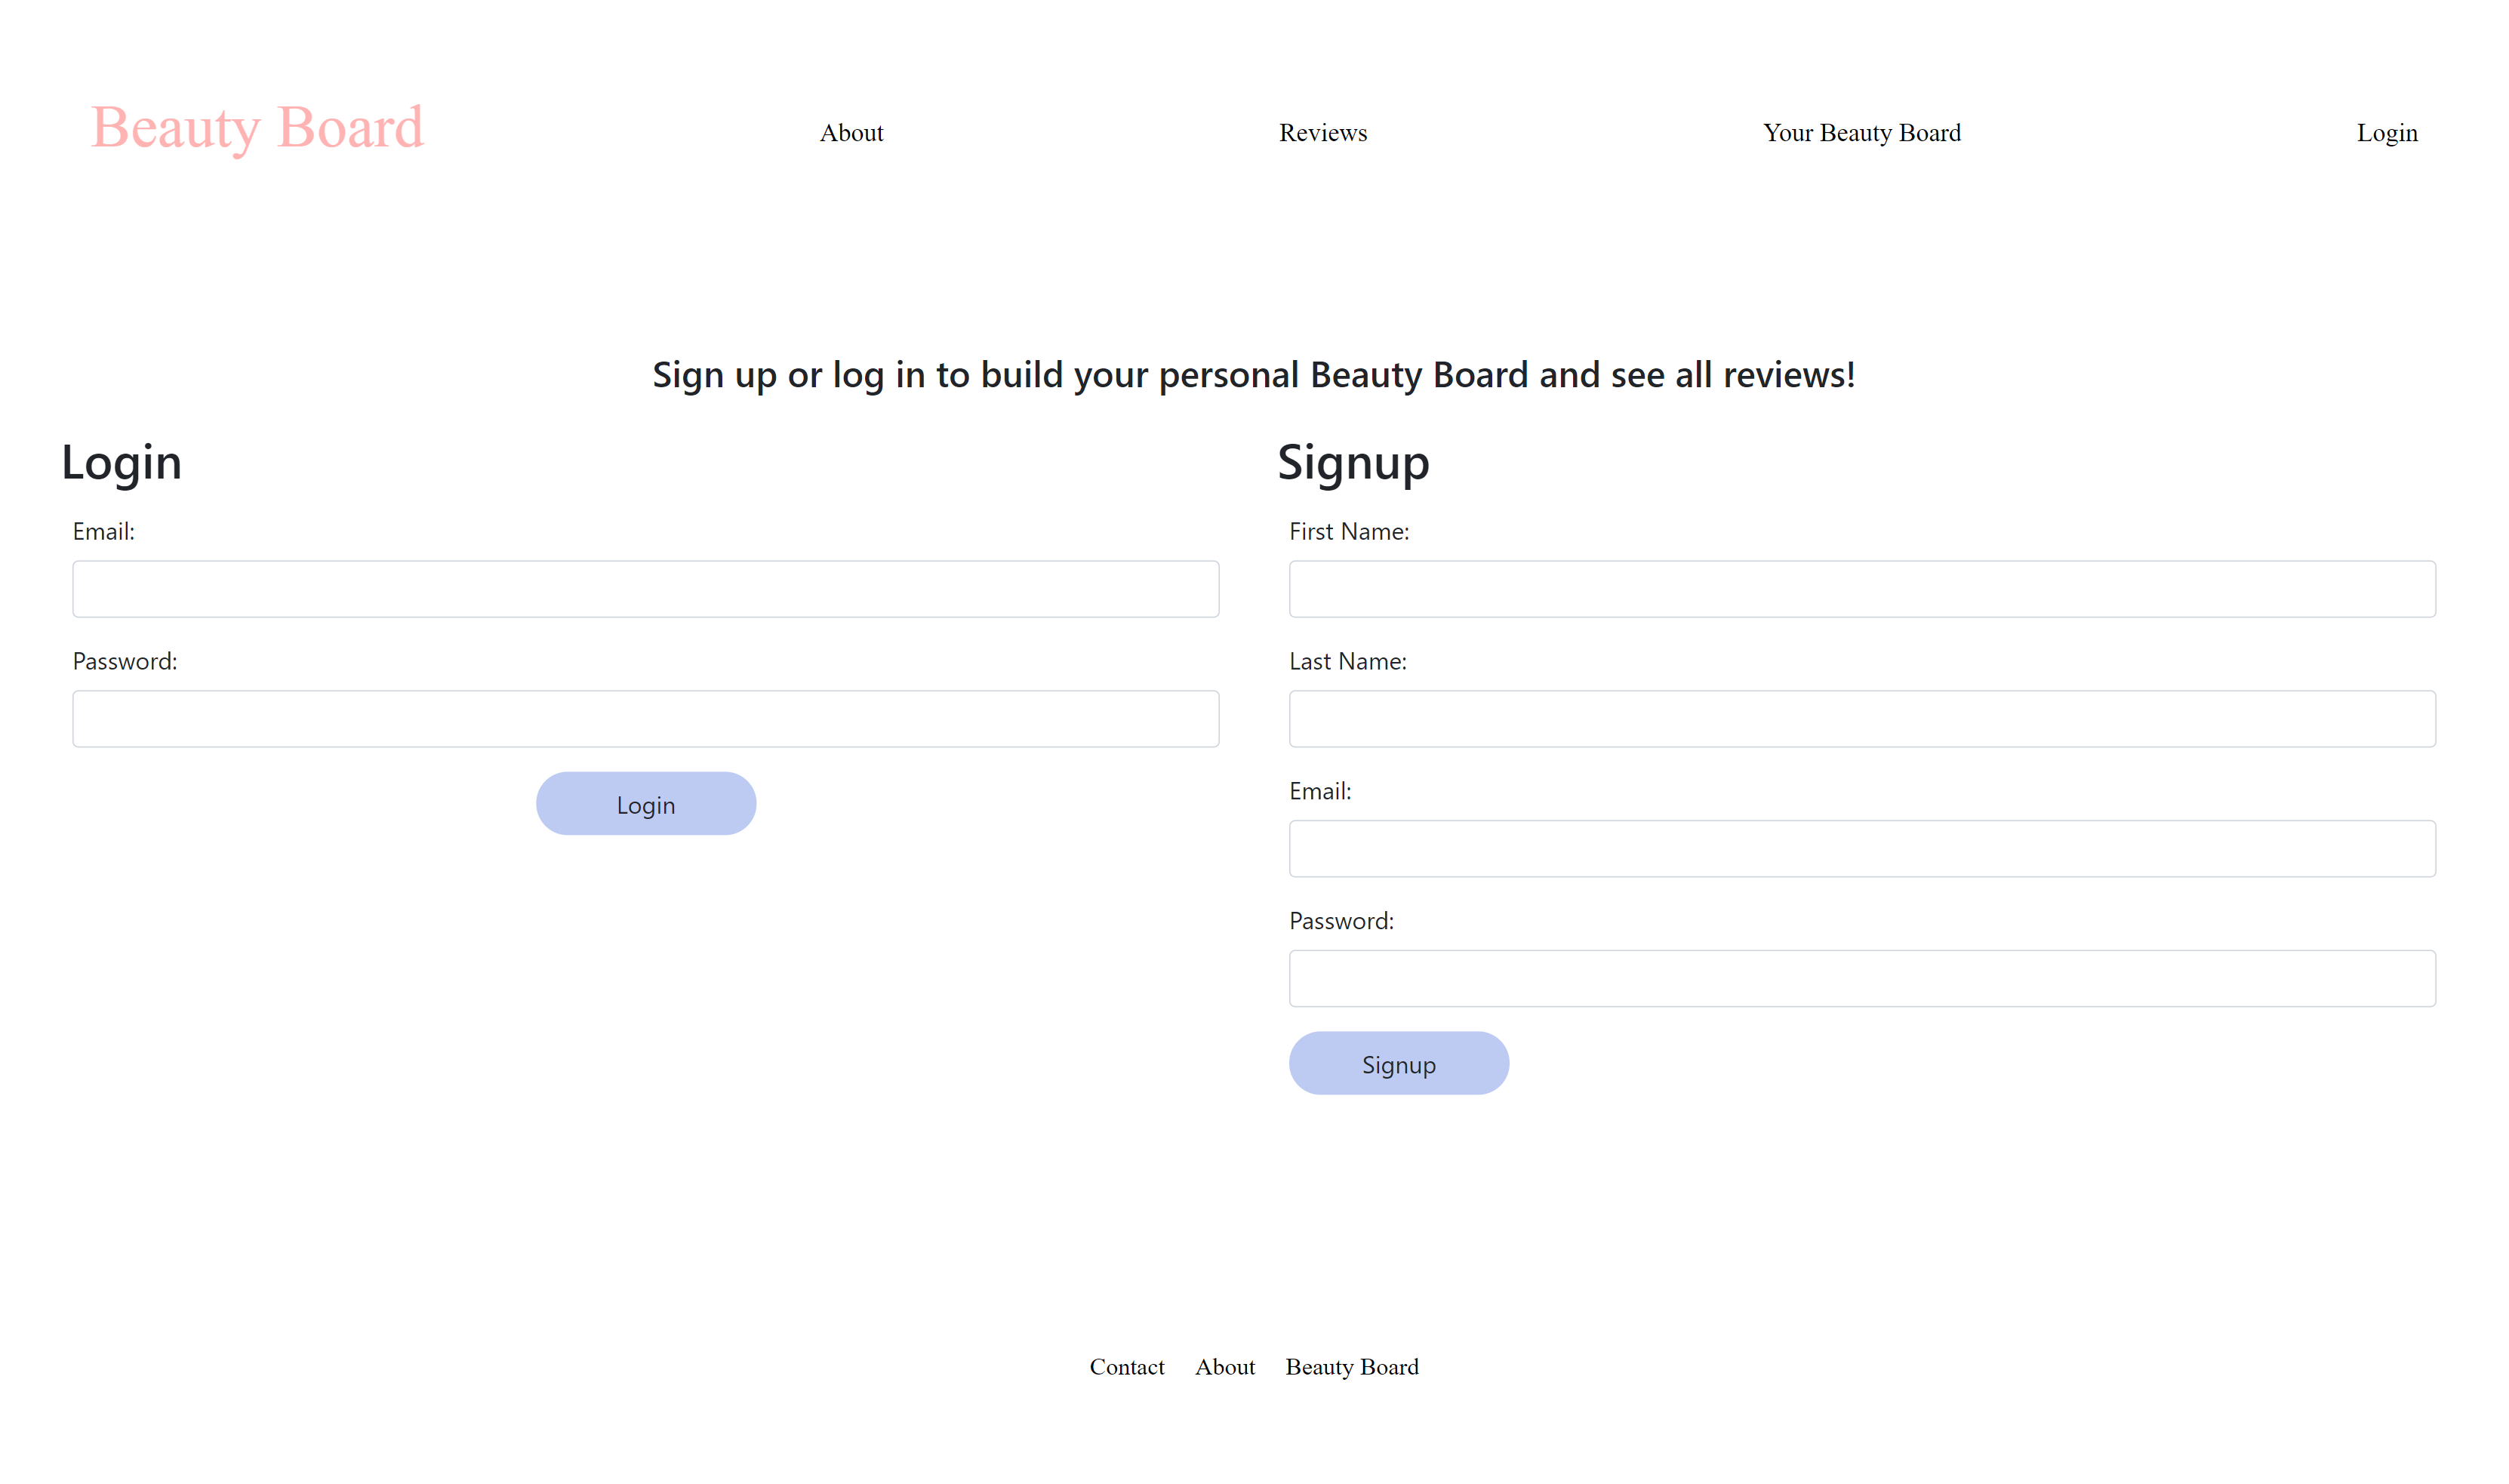 Beauty Board About Reviews Your Beauty Board Login
Sign up or log in to build your personal Beauty Board and see all reviews!
Login
Email:
Password:
Login
Signup
First Name:
Last Name:
Email:
Password:
Signup
Contact About Beauty Board